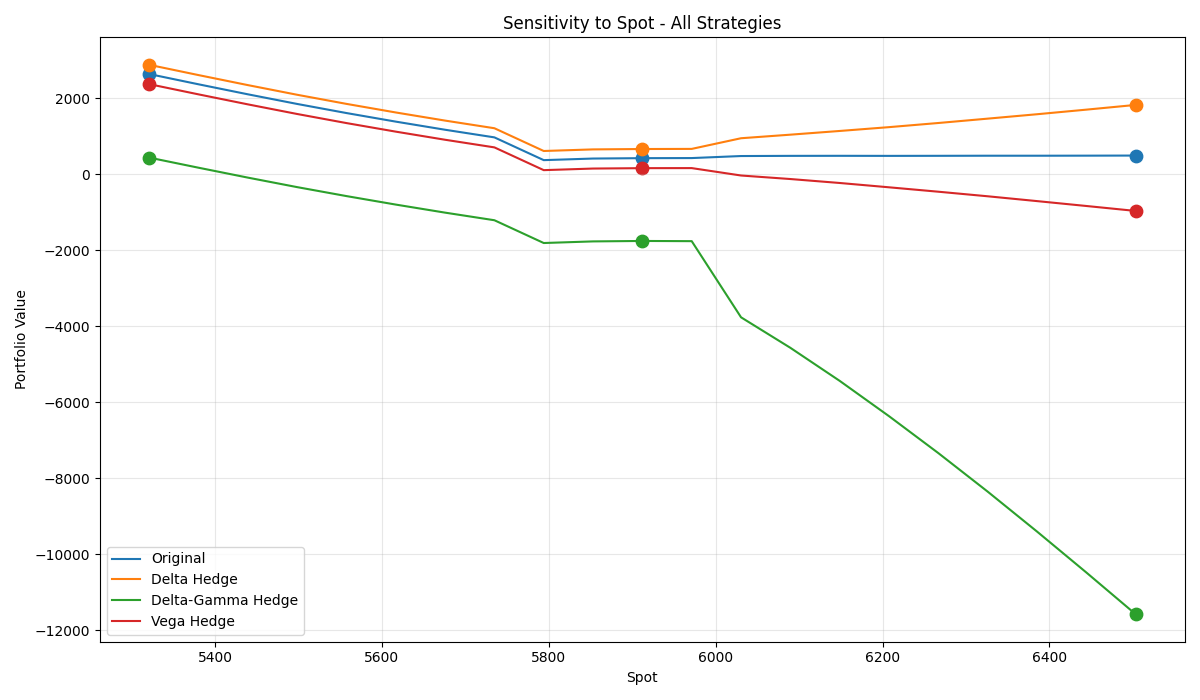 Sensitivity to Spot - All Strategies
Portfolio Value
2000
0
−2000
−4000
−6000
−8000
−10000
−12000
Original
Delta Hedge
Delta-Gamma Hedge
Vega Hedge
5400 5600 5800 6000 6200 6400
Spot